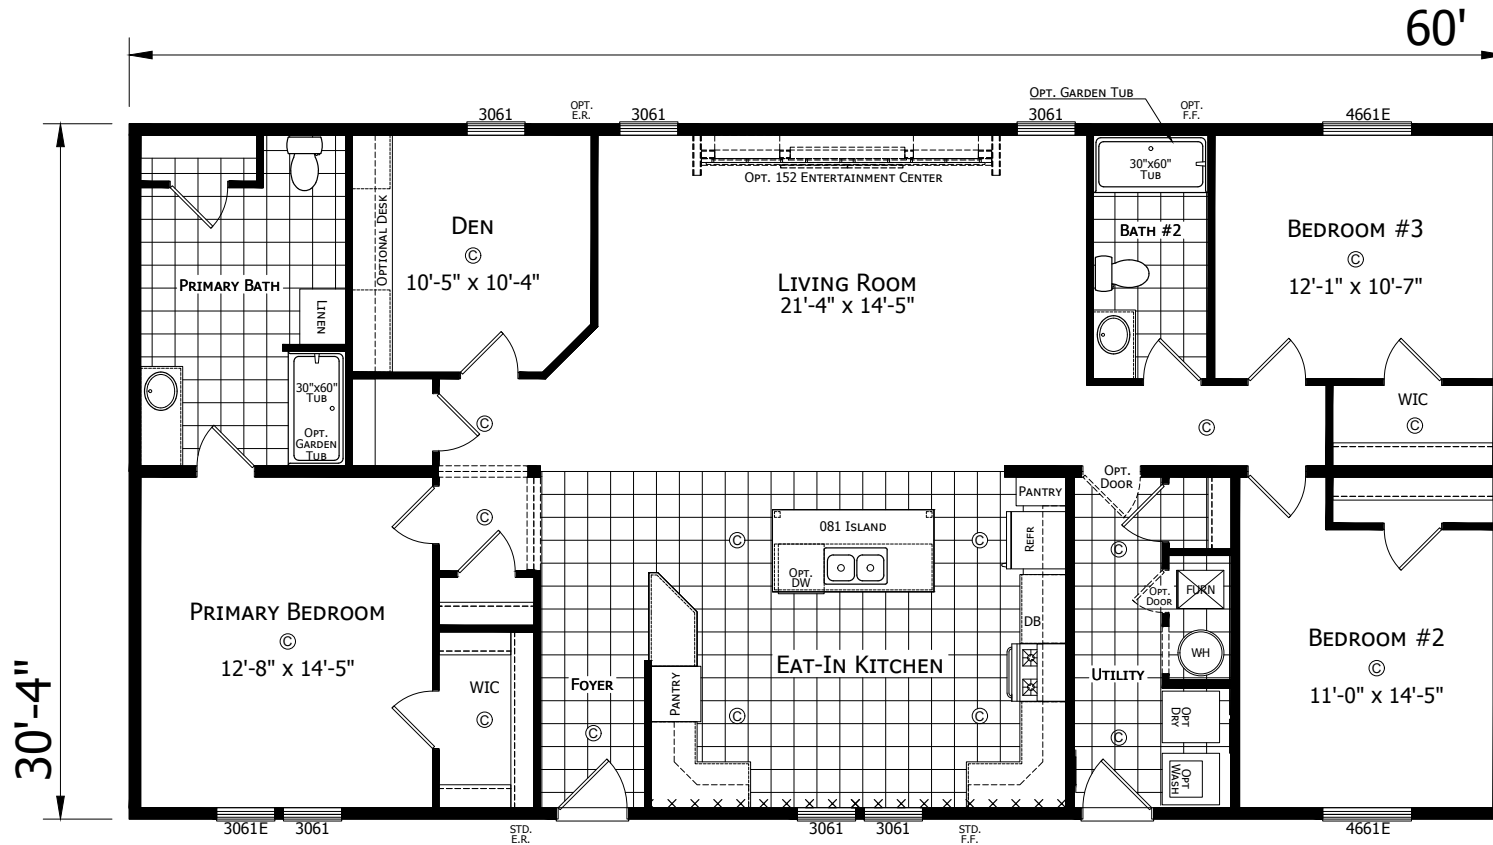 60'
30'-4"
3061
OPT.
E.R.
3061
OPT. GARDEN TUB
3061
OPT.
F.F.
4661E
OPT. 152 ENTERTAINMENT CENTER
30"x60"
TUB
OPTIONAL DESK
DEN
©
10'-5" x 10'-4"
BATH #2
BEDROOM #3
©
12'-1" x 10'-7"
PRIMARY BATH
LINEN
LIVING ROOM
21'-4" x 14'-5"
30"x60"
TUB
OPT.
GARDEN
TUB
©
©
WIC
©
OPT.
DOOR
PANTRY
©
081 ISLAND
©
©
REFR
©
OPT.
DW
OPT.
DOOR
FURN
PRIMARY BEDROOM
©
12'-8" x 14'-5"
DB
BEDROOM #2
©
11'-0" x 14'-5"
WH
EAT-IN KITCHEN
UTILITY
WIC
©
FOYER
©
PANTRY
©
©
©
OPT
DRY
OPT
WASH
3061E
3061
STD.
E.R.
3061
3061
STD.
F.F.
4661E